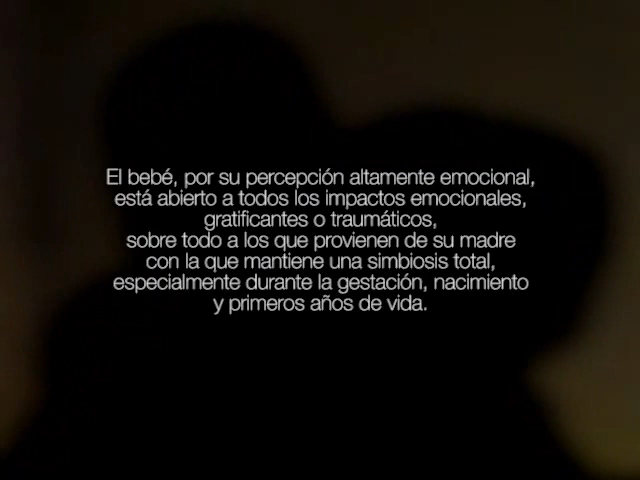 El bebé, por su percepción altamente emocional,
está abierto a todos los impactos emocionales,
gratificantes o traumáticos,
sobre todo a los que provienen de su madre
con la que mantiene una simbiosis total,
especialmente durante la gestación, nacimiento
y primeros años de vida.